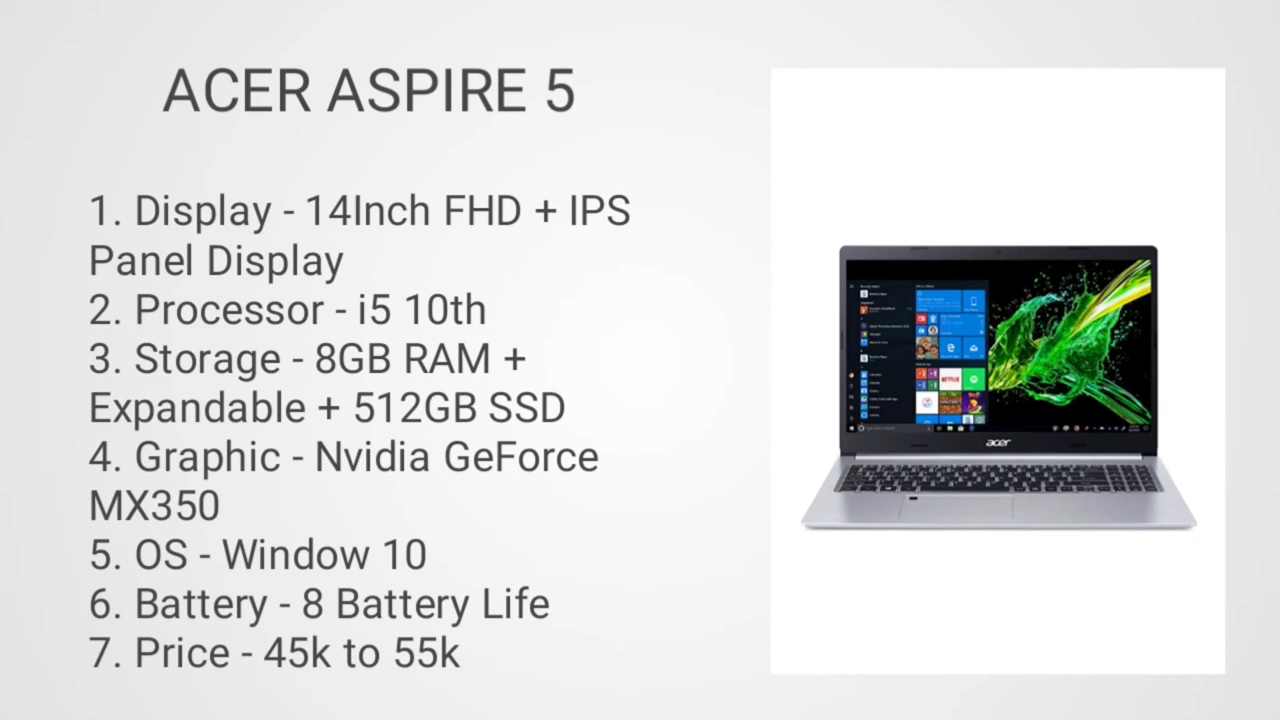 ACER ASPIRE 5
1. Display - 14Inch FHD + IPS
Panel Display
2. Processor - i5 10th
3. Storage - 8GB RAM +
Expandable + 512GB SSD
4. Graphic - Nvidia GeForce
MX350
5. OS - Window 10
6. Battery - 8 Battery Life
7. Price - 45k to 55k
NETFLIX
acer